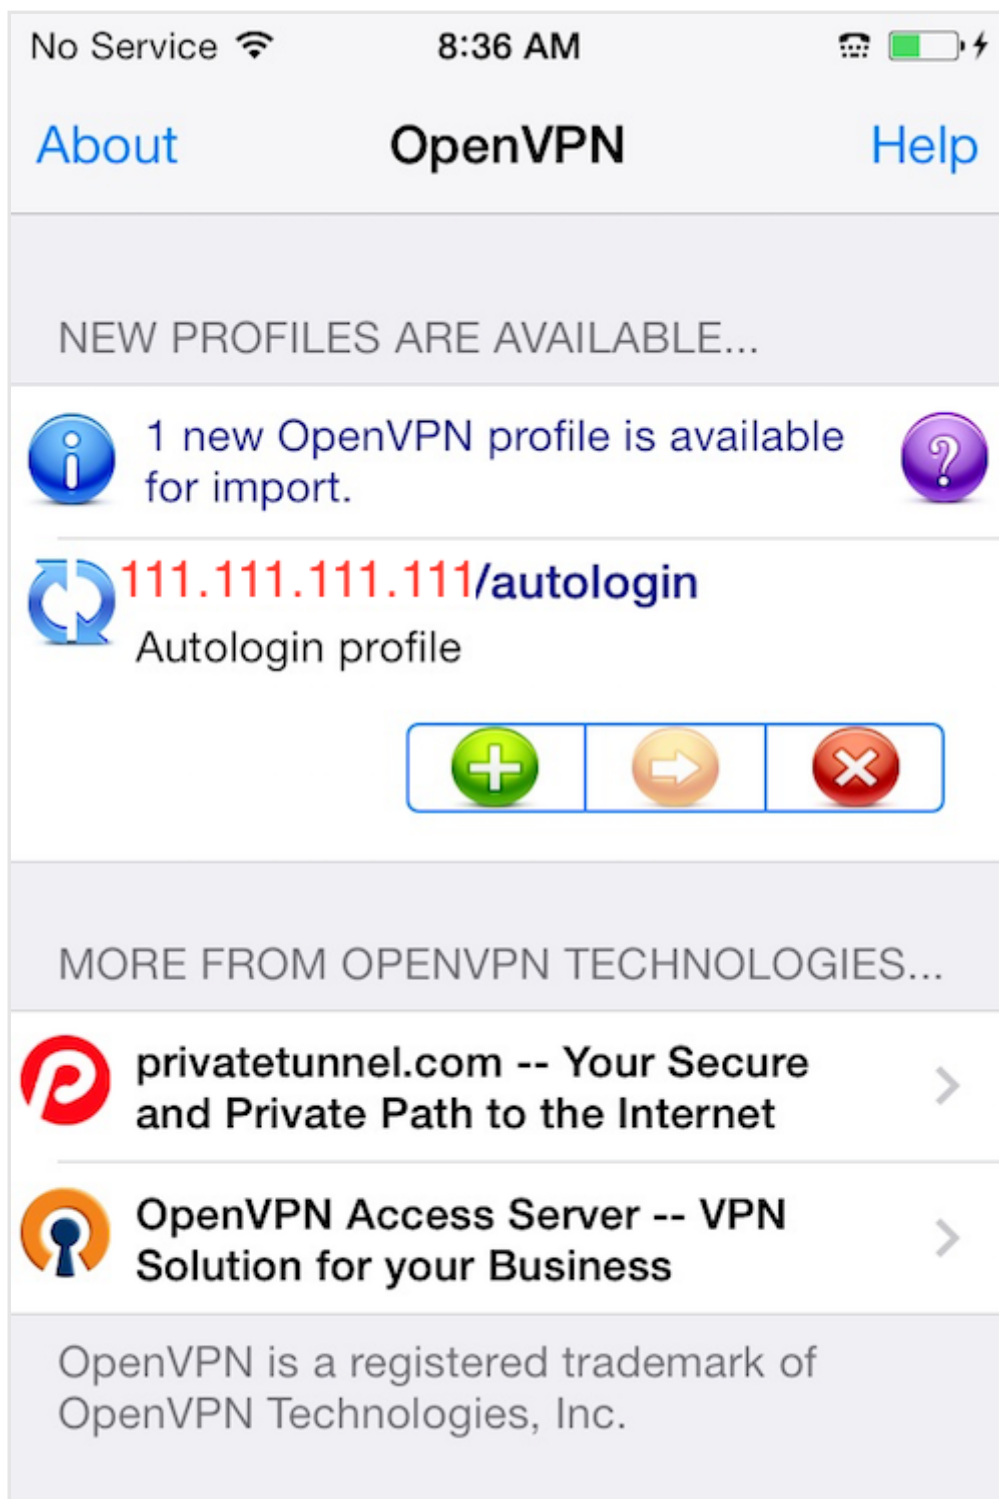 No Service 8:36 AM
About OpenVPN Help
NEW PROFILES ARE AVAILABLE...
1 new OpenVPN profile is available
for import.
111.111.111.111/autologin
Autologin profile
MORE FROM OPENVPN TECHNOLOGIES...
privatetunnel.com -- Your Secure
and Private Path to the Internet
OpenVPN Access Server -- VPN
Solution for your Business
OpenVPN is a registered trademark of
OpenVPN Technologies, Inc.